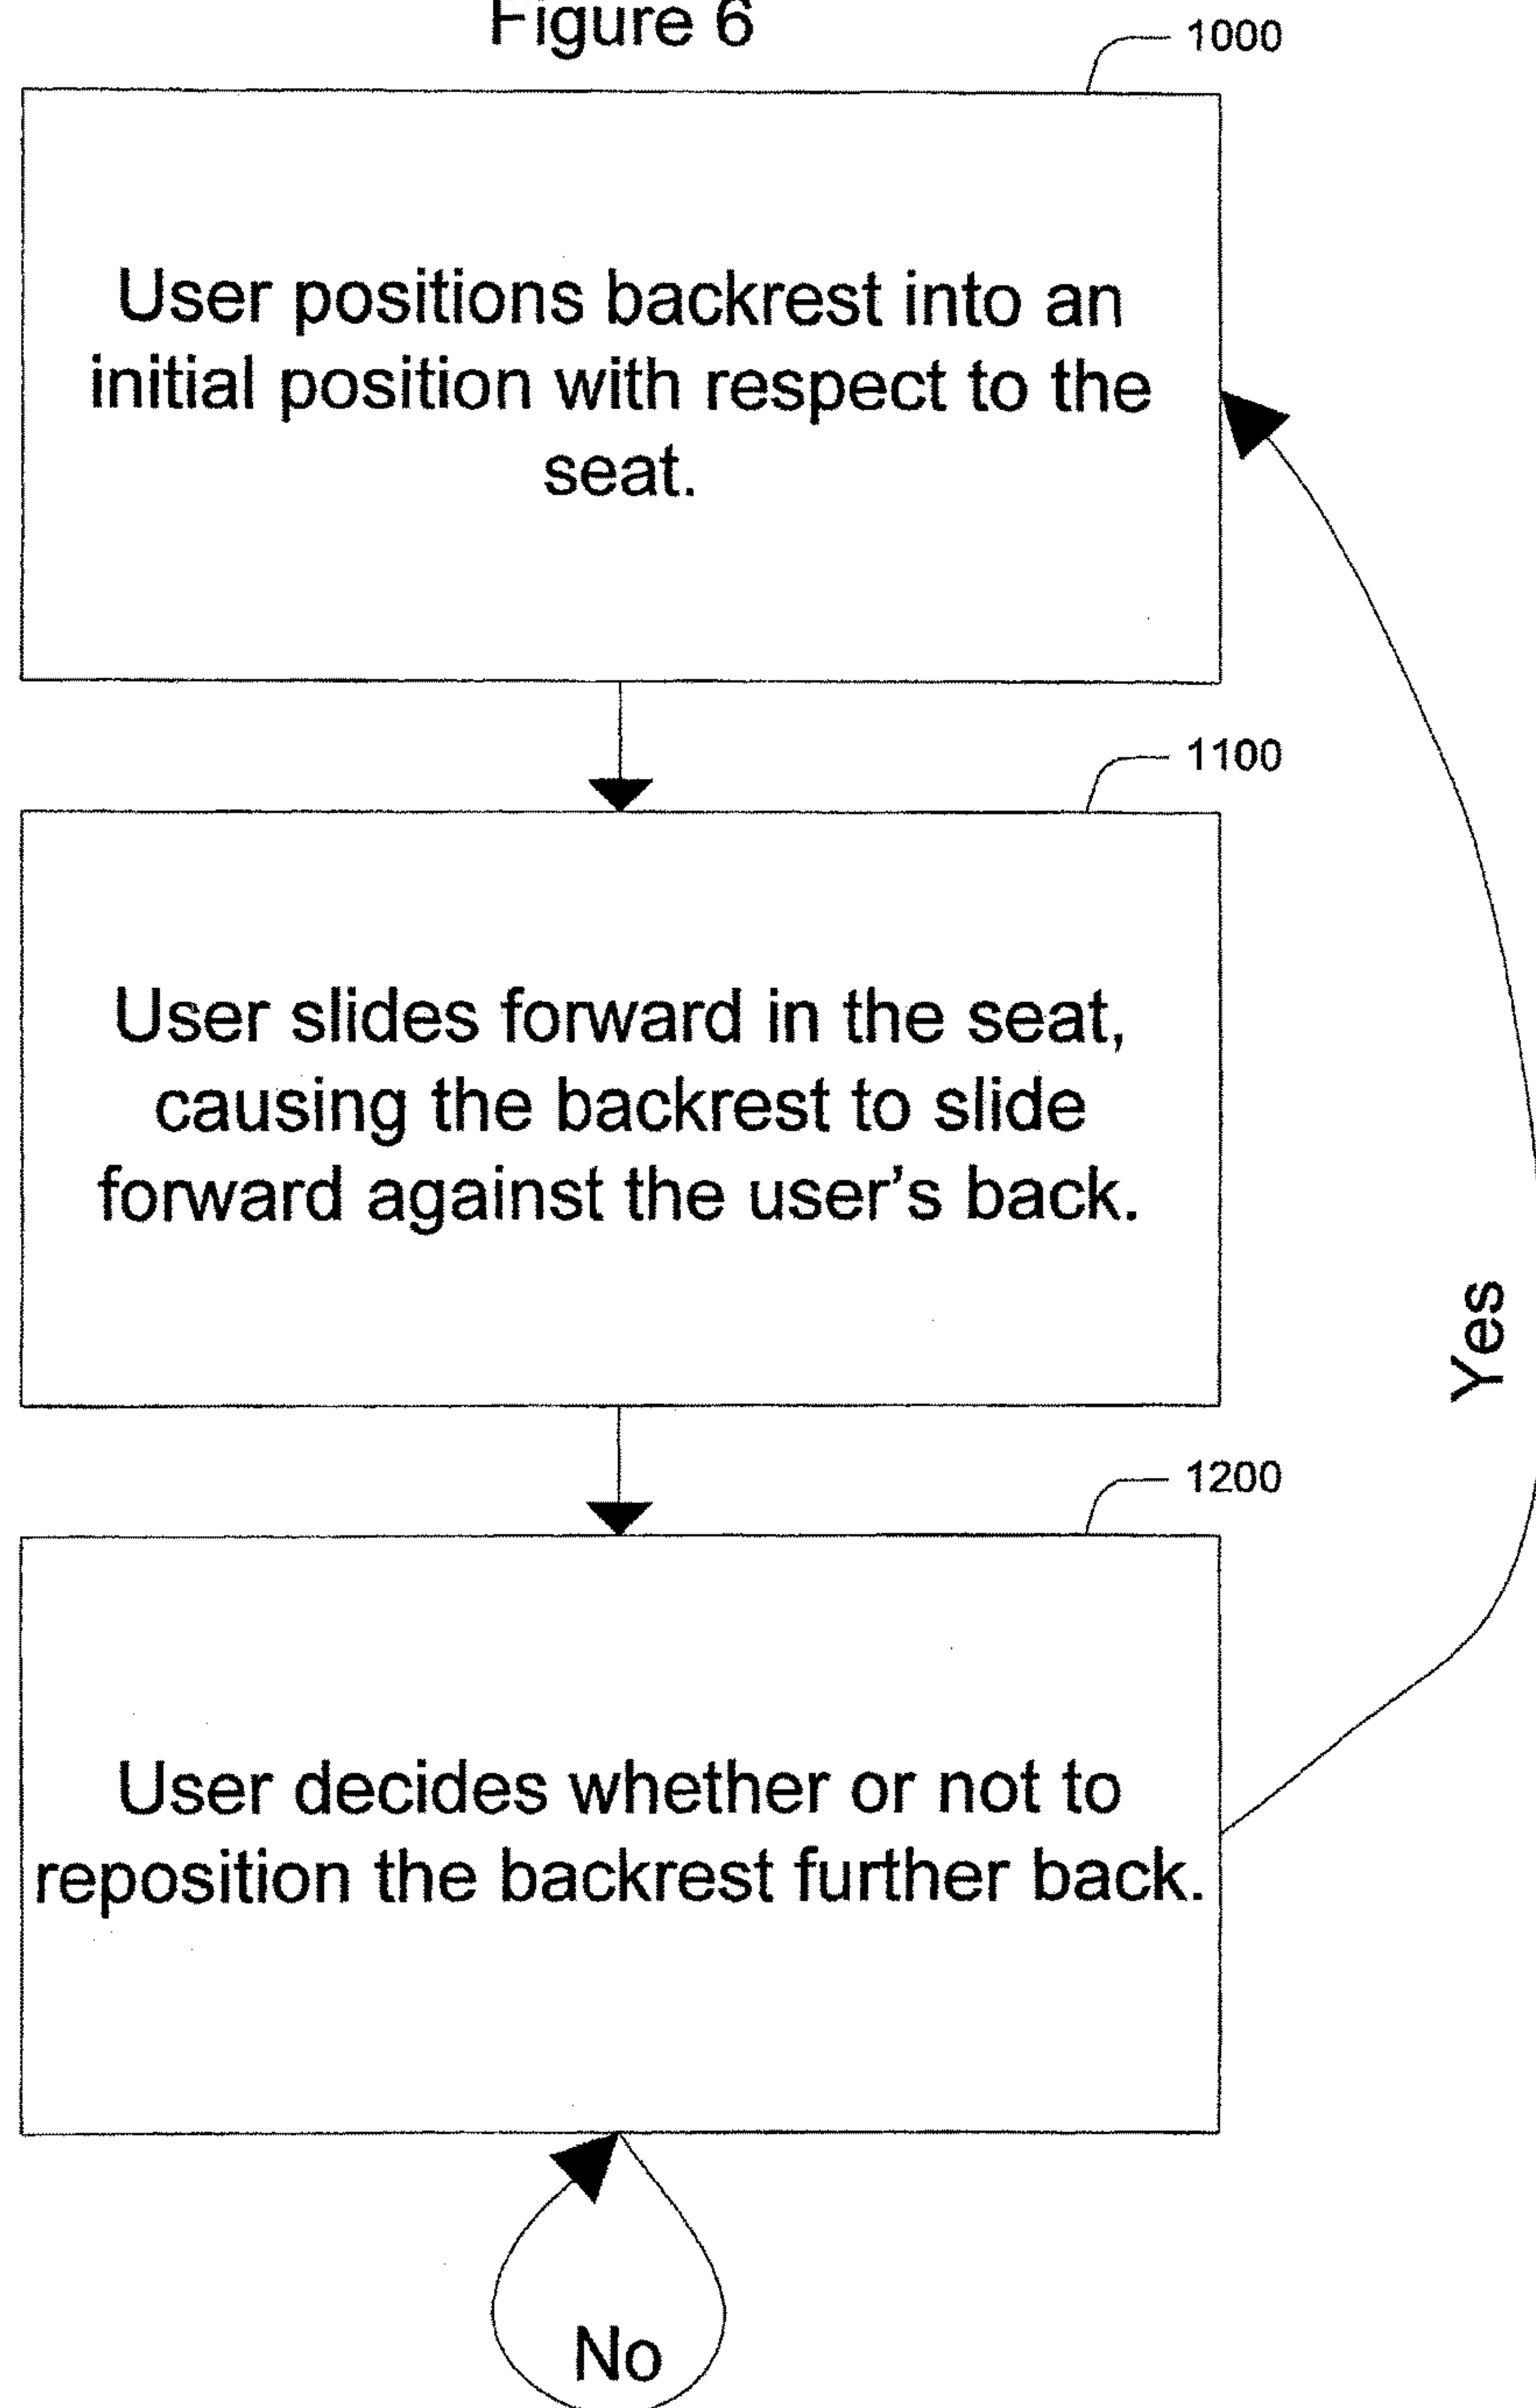 Figure 6
1000
User positions backrest into an
initial position with respect to the
seat.
1100
User slides forward in the seat,
causing the backrest to slide
forward against the user's back.
Yes
1200
User decides whether or not to
reposition the backrest further back.
No